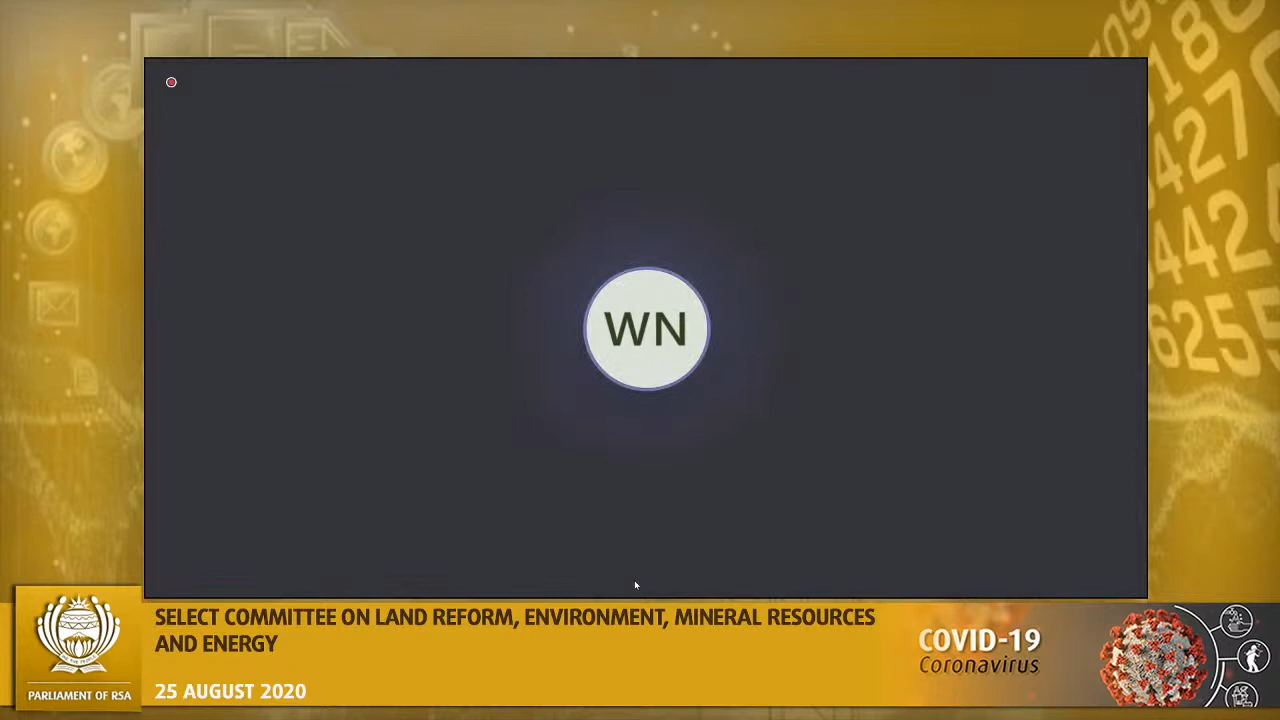 WN
SELECT COMMITTEE ON LAND REFORM, ENVIRONMENT, MINERAL RESOURCES
AND ENERGY
25 AUGUST 2020
PARLIAMENT OF RSA
COVID-19
Coronavirus
6255